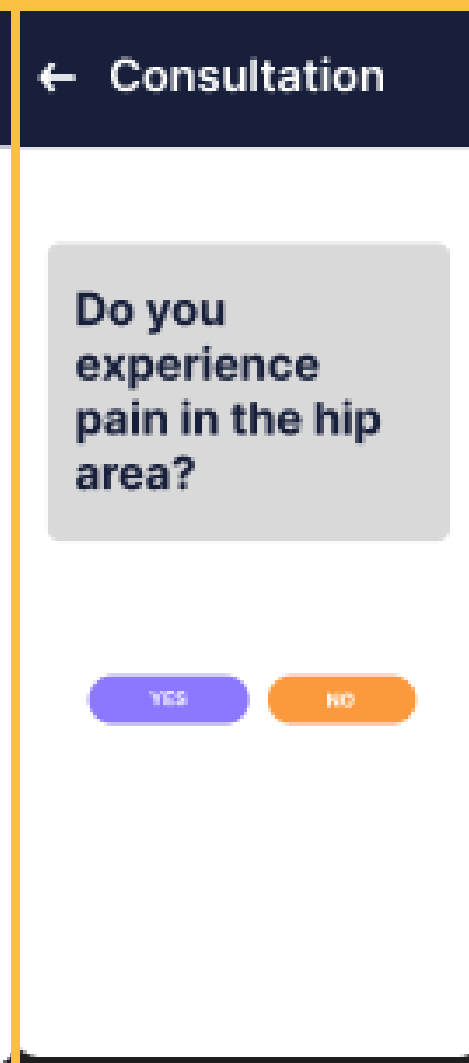 Consultation
Do you
experience
pain in the hip
area?
YES
NO